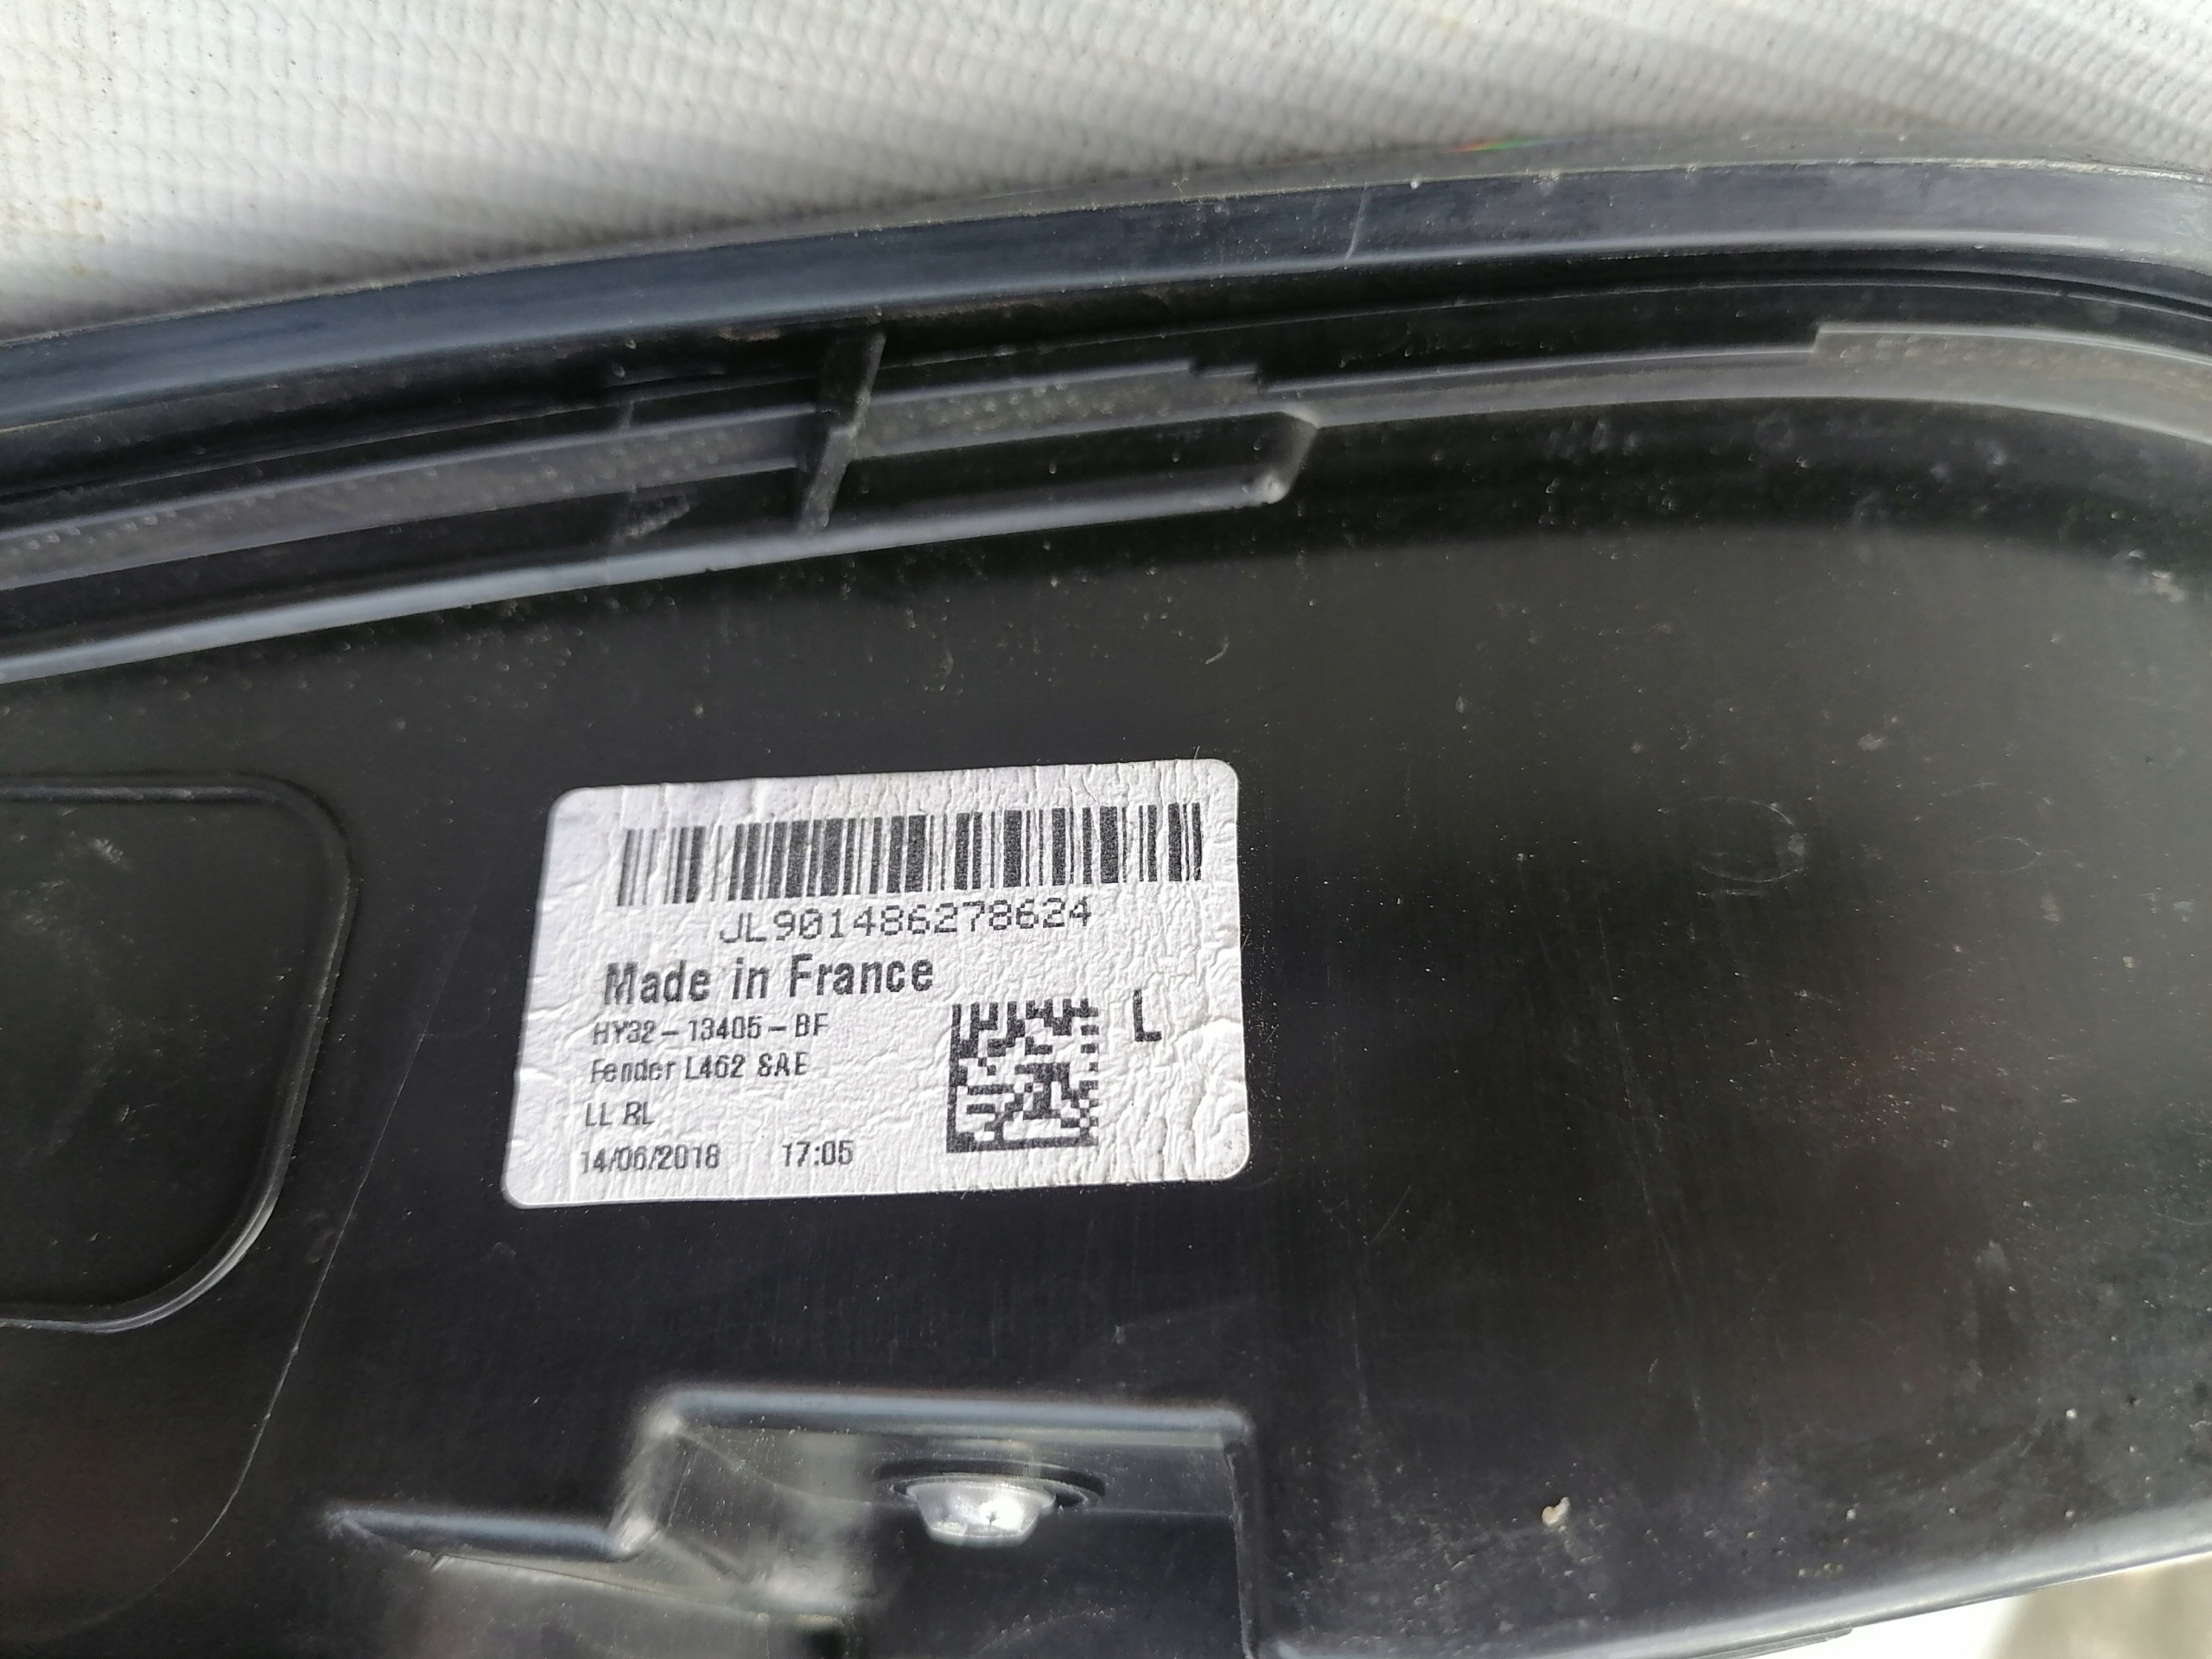 JL901486278624
Made in France
HY32-13405-BF
L
Fender L462 SAE
LL RL
14/06/2018 17:05